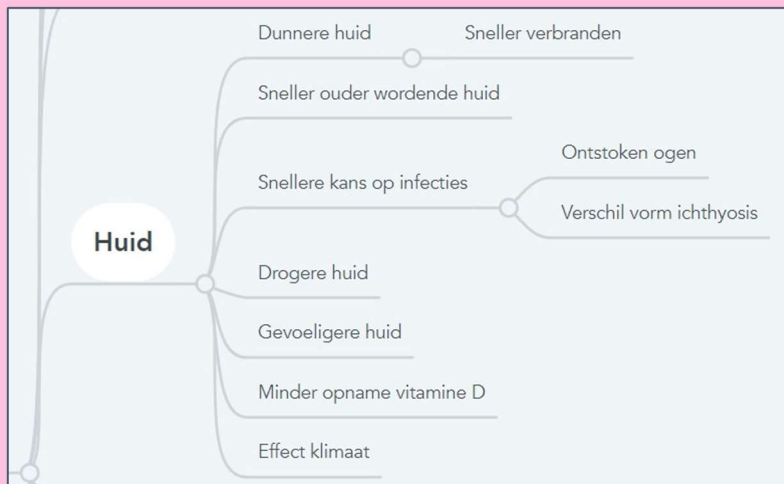 Dunnere huid
Sneller verbranden
Sneller ouder wordende huid
Ontstoken ogen
Snellere kans op infecties
Verschil vorm ichthyosis
Huid
Drogere huid
Gevoeligere huid
Minder opname vitamine D
Effect klimaat